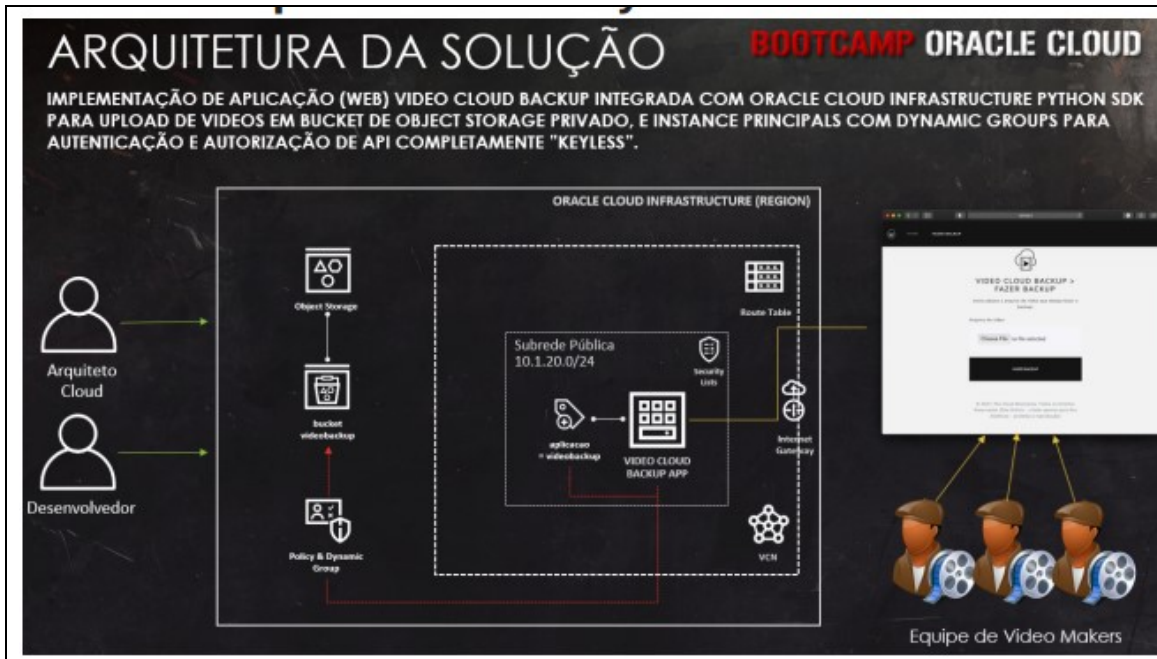 ARQUITETURA DA SOLUÇÃO
BOOTCAMP ORACLE CLOUD
IMPLEMENTAÇÃO DE APLICAÇÃO (WEB) VIDEO CLOUD BACKUP INTEGRADA COM ORACLE CLOUD INFRASTRUCTURE PYTHON SDK
PARA UPLOAD DE VIDEOS EM BUCKET DE OBJECT STORAGE PRIVADO, E INSTANCE PRINCIPALS COM DYNAMIC GROUPS PARA
AUTENTICAÇÃO E AUTORIZAÇÃO DE API COMPLETAMENTE "KEYLESS".
ORACLE CLOUD INFRASTRUCTURE (REGION)
Object Storage
bucket
videobackup
Policy & Dynamic
Group
Arquiteto
Cloud
Desenvolvedor
Subrede Pública
10.1.20.0/24
Security
Lists
aplicacao
= videobackup
VIDEO CLOUD
BACKUP APP
Route Table
Internet
Gateway
VCN
VIDEO CLOUD BACKUP >
FAZER BACKUP
Choose File no file selected
Equipe de Video Makers